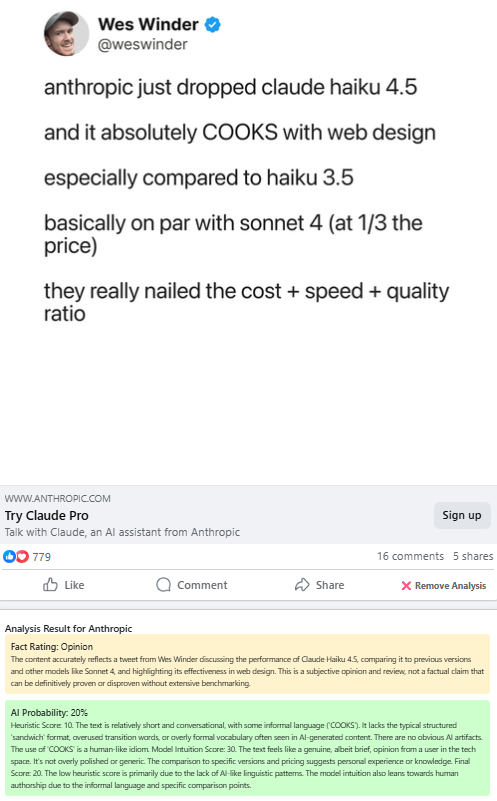 Wes Winder
@weswinder
anthropic just dropped claude haiku 4.5
and it absolutely COOKS with web design
especially compared to haiku 3.5
basically on par with sonnet 4 (at 1/3 the
price)
they really nailed the cost + speed + quality
ratio
WWW.ANTHROPIC.COM
Try Claude Pro
Talk with Claude, an AI assistant from Anthropic
Sign up
779
16 comments 5 shares
Like
Comment
Share
Remove Analysis
Analysis Result for Anthropic
Fact Rating: Opinion
The content accurately reflects a tweet from Wes Winder discussing the performance of Claude Haiku 4.5, comparing it to previous versions
and other models like Sonnet 4, and highlighting its effectiveness in web design. This is a subjective opinion and review, not a factual claim that
can be definitively proven or disproven without extensive benchmarking.
AI Probability: 20%
Heuristic Score: 10. The text is relatively short and conversational, with some informal language ('COOKS'). It lacks the typical structured
'sandwich' format, overused transition words, or overly formal vocabulary often seen in AI-generated content. There are no obvious AI artifacts.
The use of 'COOKS' is a human-like idiom. Model Intuition Score: 30. The text feels like a genuine, albeit brief, opinion from a user in the tech
space. It's not overly polished or generic. The comparison to specific versions and pricing suggests personal experience or knowledge. Final
Score: 20. The low heuristic score is primarily due to the lack of AI-like linguistic patterns. The model intuition also leans towards human
authorship due to the informal language and specific comparison points.